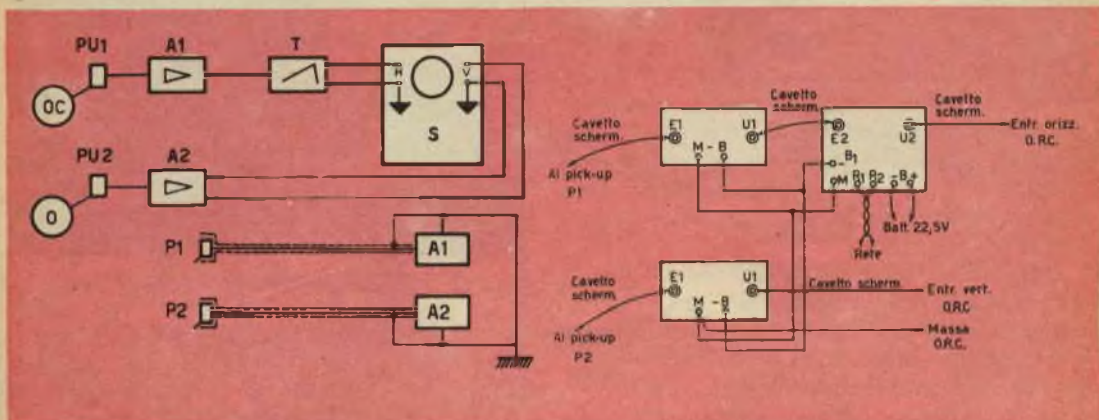 PU1 A1 T
OC
H V
S
PU2 A2
O
P1 A1
P2 A2
Cavetto scherm.
Cavetto scherm.
Cavetto scherm.
E1 U1
M - B
Al pick-up P1
E2 U2
Entr. orizz. O.R.C.
- B1
M R1 R2 - B +
Batt. 22,5V
Rete
Cavetto scherm.
E1 U1
M - B
Al pick-up P2
Cavetto scherm.
Entr. vert. O.R.C.
Massa O.R.C.